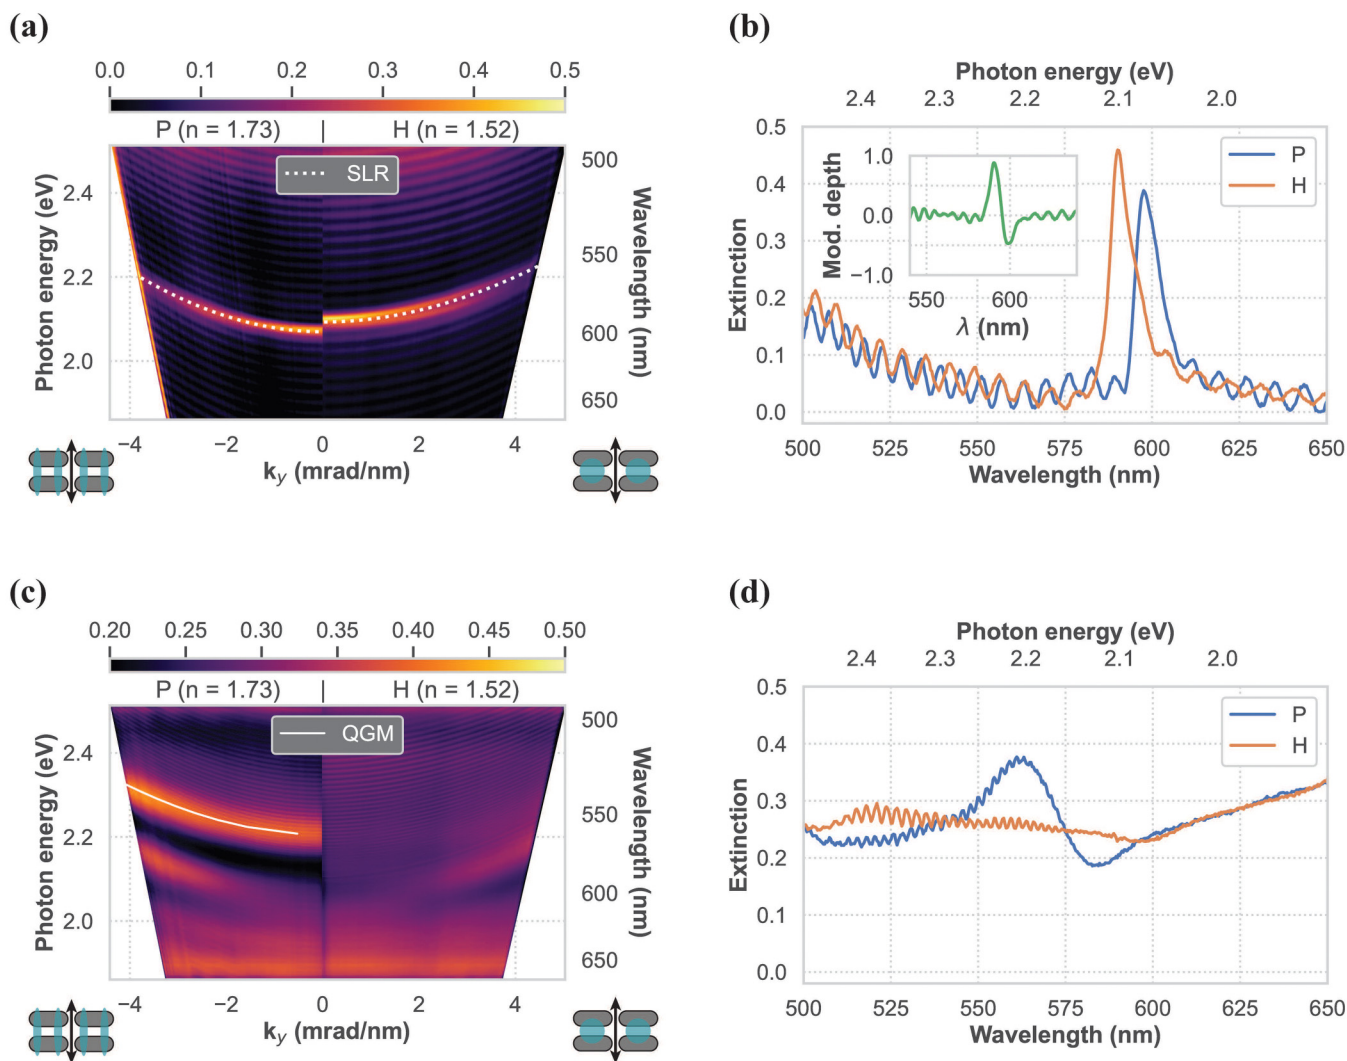 (a)
0.0 0.1 0.2 0.3 0.4 0.5
P (n = 1.73) | H (n = 1.52)
SLR
Photon energy (eV)
2.4
2.2
2.0
500
550
600
650
Wavelength (nm)
−4 −2 0 2 4
k_y (mrad/nm)
(b)
Photon energy (eV)
2.4 2.3 2.2 2.1 2.0
Extinction
0.5
0.4
0.3
0.2
0.1
0.0
P
H
Mod. depth
1.0
0.0
−1.0
550 600
λ (nm)
500 525 550 575 600 625 650
Wavelength (nm)
(c)
0.20 0.25 0.30 0.35 0.40 0.45 0.50
P (n = 1.73) | H (n = 1.52)
QGM
Photon energy (eV)
2.4
2.2
2.0
500
550
600
650
Wavelength (nm)
−4 −2 0 2 4
k_y (mrad/nm)
(d)
Photon energy (eV)
2.4 2.3 2.2 2.1 2.0
Extinction
0.5
0.4
0.3
0.2
0.1
0.0
P
H
500 525 550 575 600 625 650
Wavelength (nm)